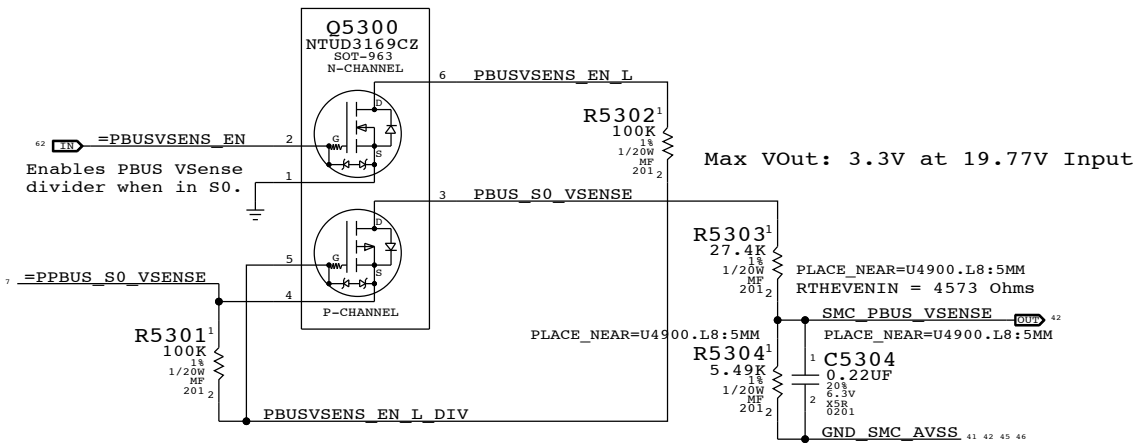 Q5300
NTUD3169CZ
SOT-963
N-CHANNEL
6 PBUSVSENS_EN_L
D
G
S
62 IN =PBUSVSENS_EN 2
Enables PBUS VSense
divider when in S0.
1
R5302 1
100K
1%
1/20W
MF
201 2
Max VOut: 3.3V at 19.77V Input
3 PBUS_S0_VSENSE
D
G
S
5
7 =PPBUS_S0_VSENSE
4
P-CHANNEL
R5303 1
27.4K
1%
1/20W
MF
201 2
PLACE_NEAR=U4900.L8:5MM
RTHEVENIN = 4573 Ohms
SMC_PBUS_VSENSE OUT 42
R5301 1
100K
1%
1/20W
MF
201 2
PLACE_NEAR=U4900.L8:5MM
PLACE_NEAR=U4900.L8:5MM
R5304 1
5.49K
1%
1/20W
MF
201 2
1 C5304
0.22UF
20%
6.3V
2 X5R
0201
PBUSVSENS_EN_L_DIV
GND_SMC_AVSS 41 42 45 46